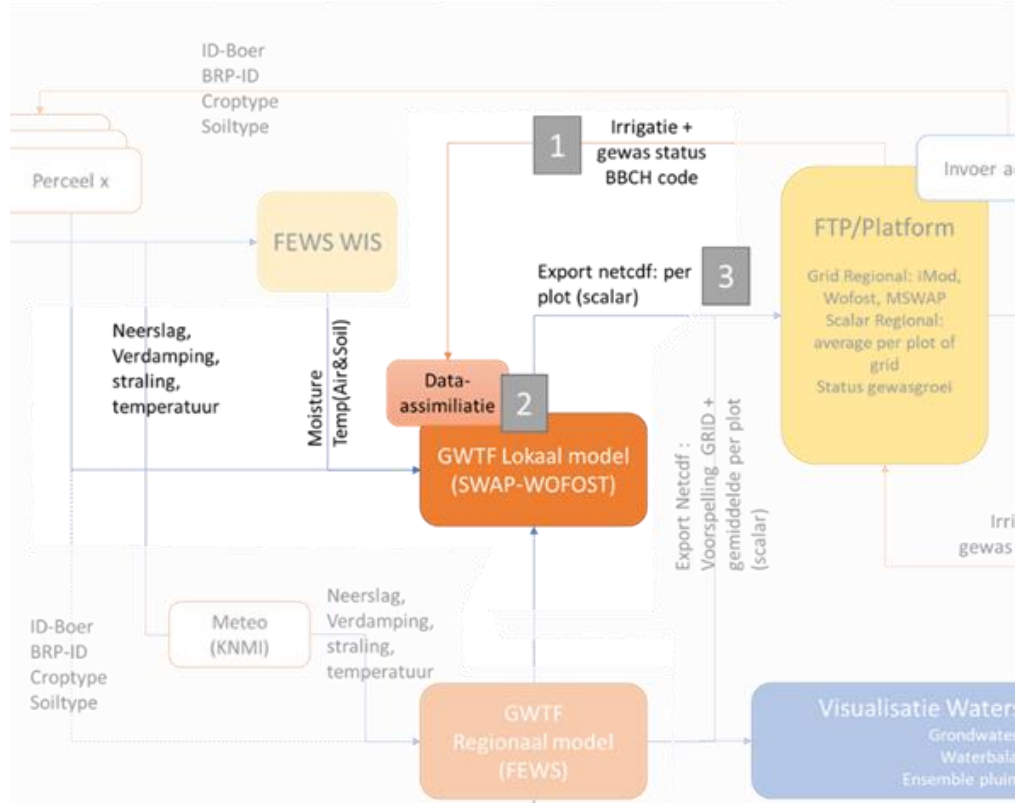 ID-Boer
BRP-ID
Croptype
Soiltype
1
Irrigatie +
gewas status
BBCH code
Perceel x
Invoer
FEWS WIS
FTP/Platform
Grid Regional: iMod,
Wofost, MSWAP
Scalar Regional:
average per plot of
grid
Status gewasgroei
Export netcdf: per
plot (scalar)
3
Neerslag,
Verdamping,
straling,
temperatuur
Moisture
Temp(Air&Soil)
Data-
assimiliatie
2
GWTF Lokaal model
(SWAP-WOFOST)
Export Netcdf :
Voorspelling GRID +
gemiddelde per plot
(scalar)
gewas
ID-Boer
BRP-ID
Croptype
Soiltype
Meteo
(KNMI)
Neerslag,
Verdamping,
straling,
temperatuur
GWTF
Regionaal model
(FEWS)
Visualisatie Waters
Grondwater
Waterbala
Ensemble pluim